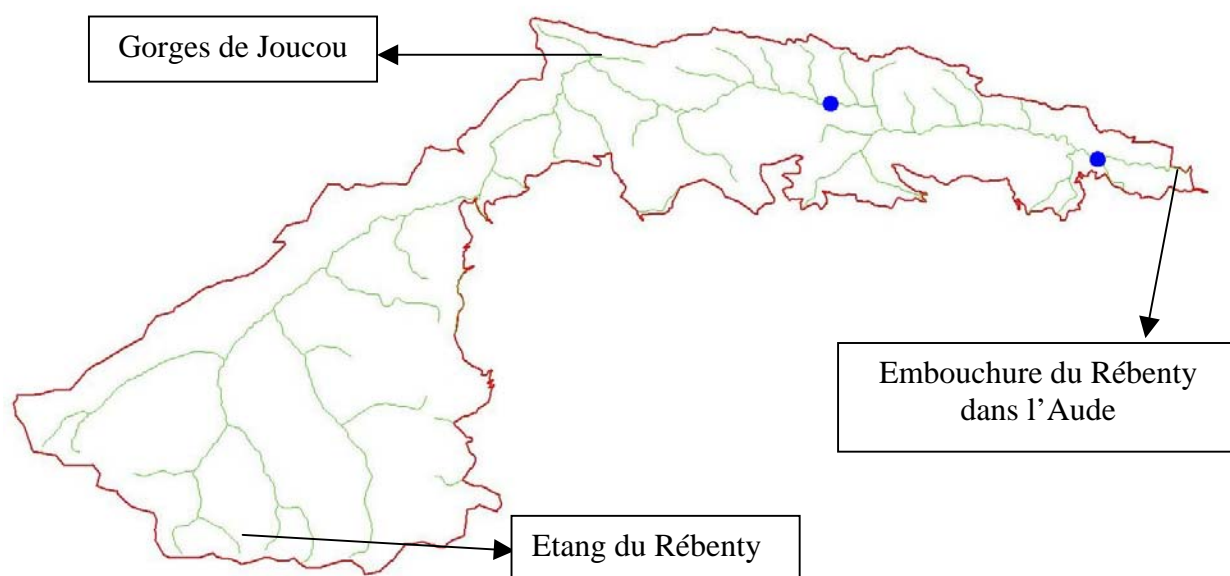 Gorges de Joucou
Embouchure du Rébenty
dans l’Aude
Etang du Rébenty